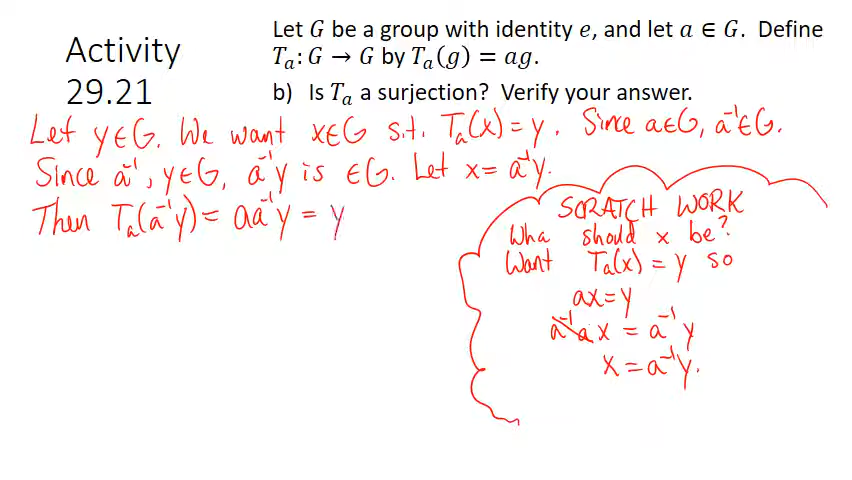 Activity
29.21
Let G be a group with identity e, and let a ∈ G. Define
Tₐ: G → G by Tₐ(g) = ag.
b) Is Tₐ a surjection? Verify your answer.
Let y∈G. We want x∈G s.t. Tₐ(x) = y. Since a∈G, a⁻¹∈G.
Since a⁻¹, y∈G, a⁻¹y is ∈G. Let x = a⁻¹y.
Then Tₐ(a⁻¹y) = aa⁻¹y = y
SCRATCH WORK
Wha should x be?
Want Tₐ(x) = y so
ax = y
a⁻¹ax = a⁻¹y
x = a⁻¹y.